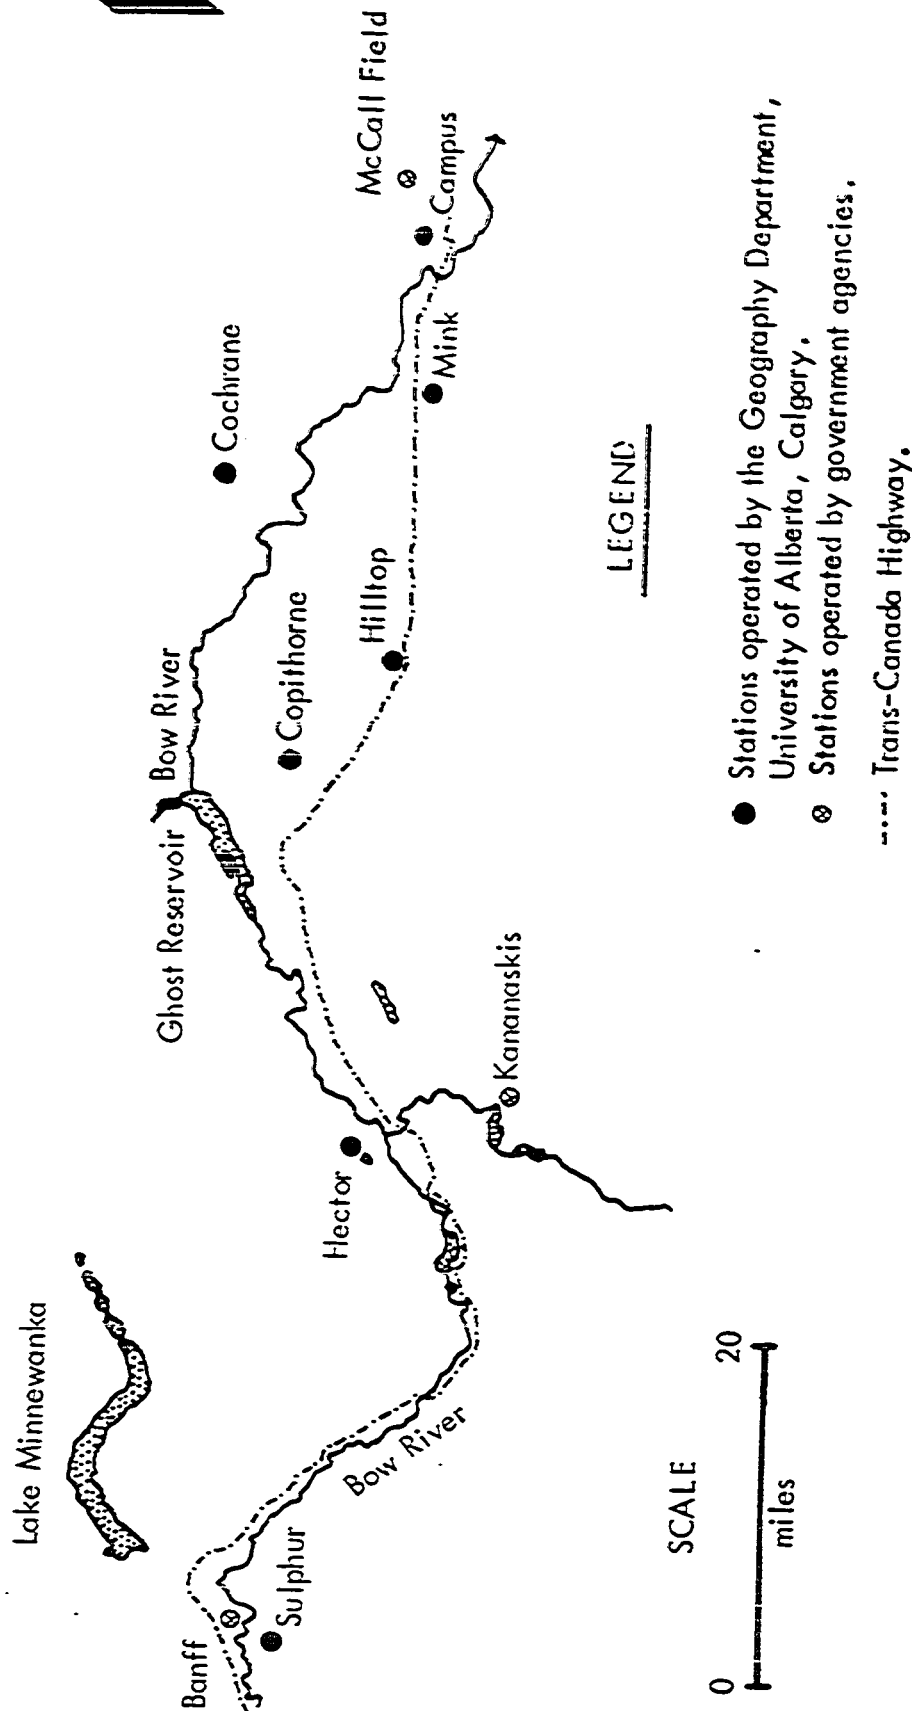 Lake Minnewanka
Banff
Sulphur
Bow River
Hector
Kananaskis
Ghost Reservoir
Bow River
Copithorne
Hilltop
Cochrane
Mink
McCall Field
Campus
LEGEND
Stations operated by the Geography Department,
University of Alberta, Calgary.
Stations operated by government agencies.
Trans-Canada Highway.
SCALE
0 20
miles